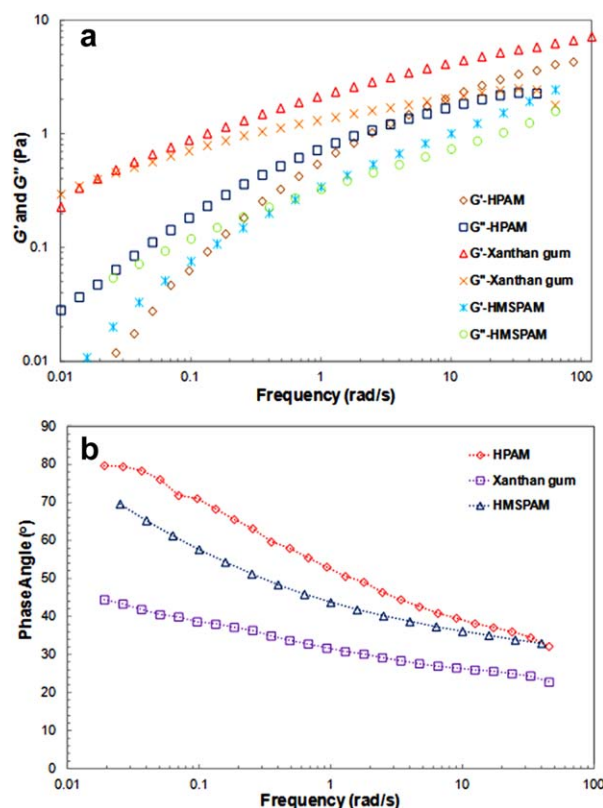 a
10
1
0.1
0.01
G' and G" (Pa)
G'-HPAM
G"-HPAM
G'-Xanthan gum
G"-Xanthan gum
G'-HMSPAM
G"-HMSPAM
0.01 0.1 1 10 100
Frequency (rad/s)
b
90
80
70
60
50
40
30
20
10
0
Phase Angle (°)
HPAM
Xanthan gum
HMSPAM
0.01 0.1 1 10 100
Frequency (rad/s)